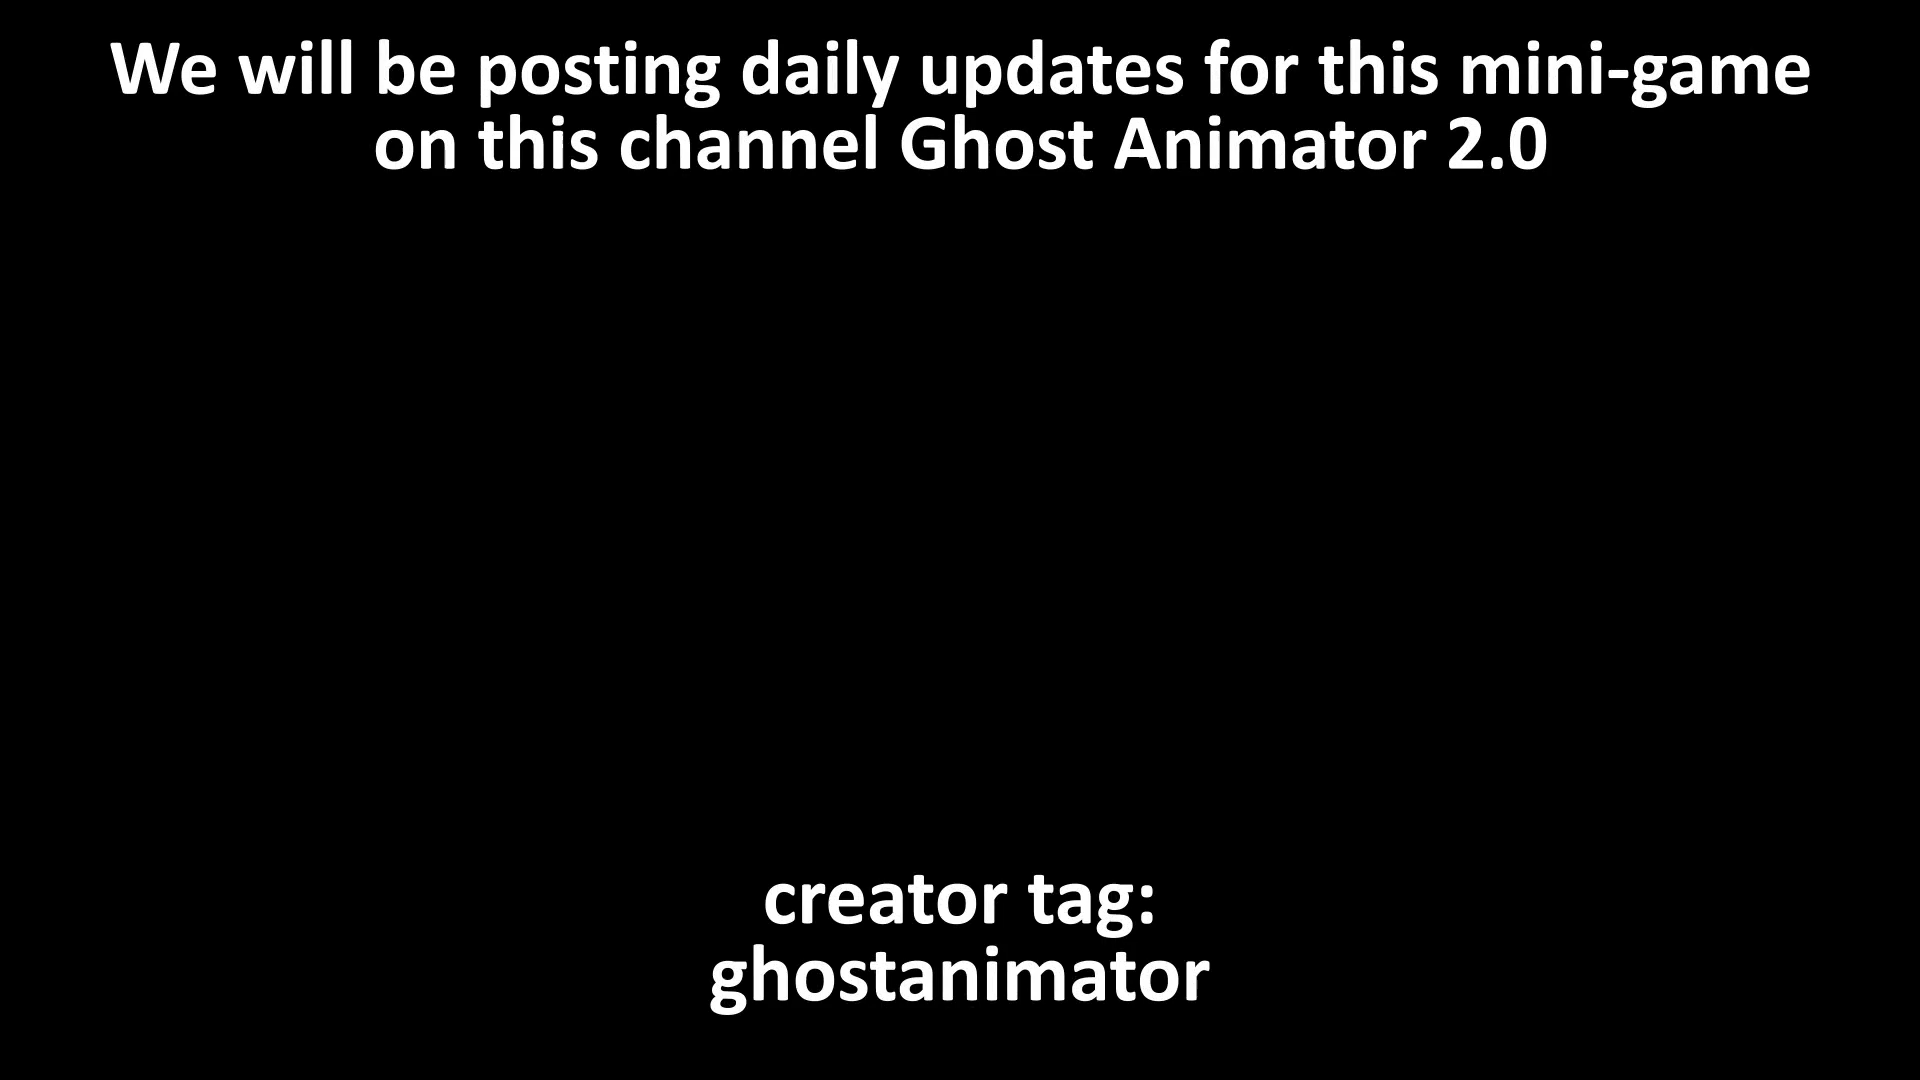 We will be posting daily updates for this mini-game
on this channel Ghost Animator 2.0
creator tag:
ghostanimator